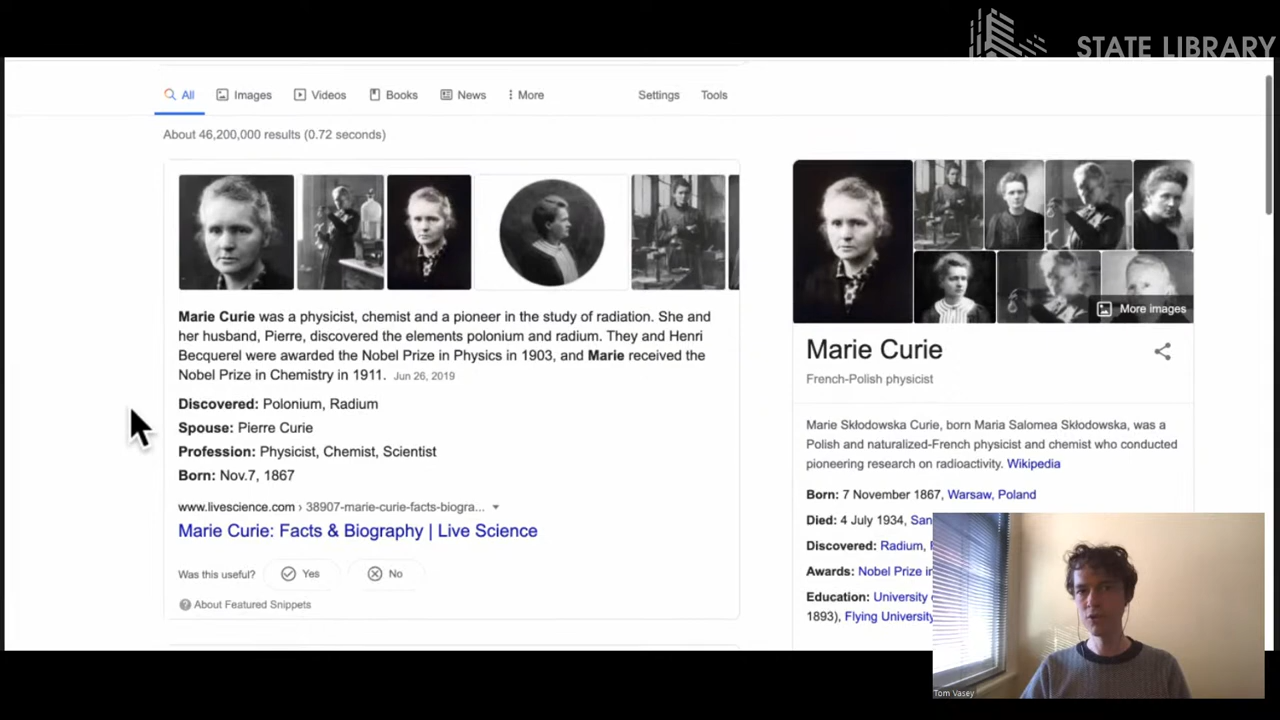 STATE LIBRARY
All Images Videos Books News More Settings Tools
About 46,200,000 results (0.72 seconds)
Marie Curie was a physicist, chemist and a pioneer in the study of radiation. She and
her husband, Pierre, discovered the elements polonium and radium. They and Henri
Becquerel were awarded the Nobel Prize in Physics in 1903, and Marie received the
Nobel Prize in Chemistry in 1911. Jun 26, 2019
Discovered: Polonium, Radium
Spouse: Pierre Curie
Profession: Physicist, Chemist, Scientist
Born: Nov.7, 1867
www.livescience.com › 38907-marie-curie-facts-biogra...
Marie Curie: Facts & Biography | Live Science
Was this useful? Yes No
About Featured Snippets
More images
Marie Curie
French-Polish physicist
Marie Skłodowska Curie, born Maria Salomea Skłodowska, was a
Polish and naturalized-French physicist and chemist who conducted
pioneering research on radioactivity. Wikipedia
Born: 7 November 1867, Warsaw, Poland
Died: 4 July 1934, San
Discovered: Radium,
Awards: Nobel Prize in
Education: University
1893), Flying University
Tom Vasey